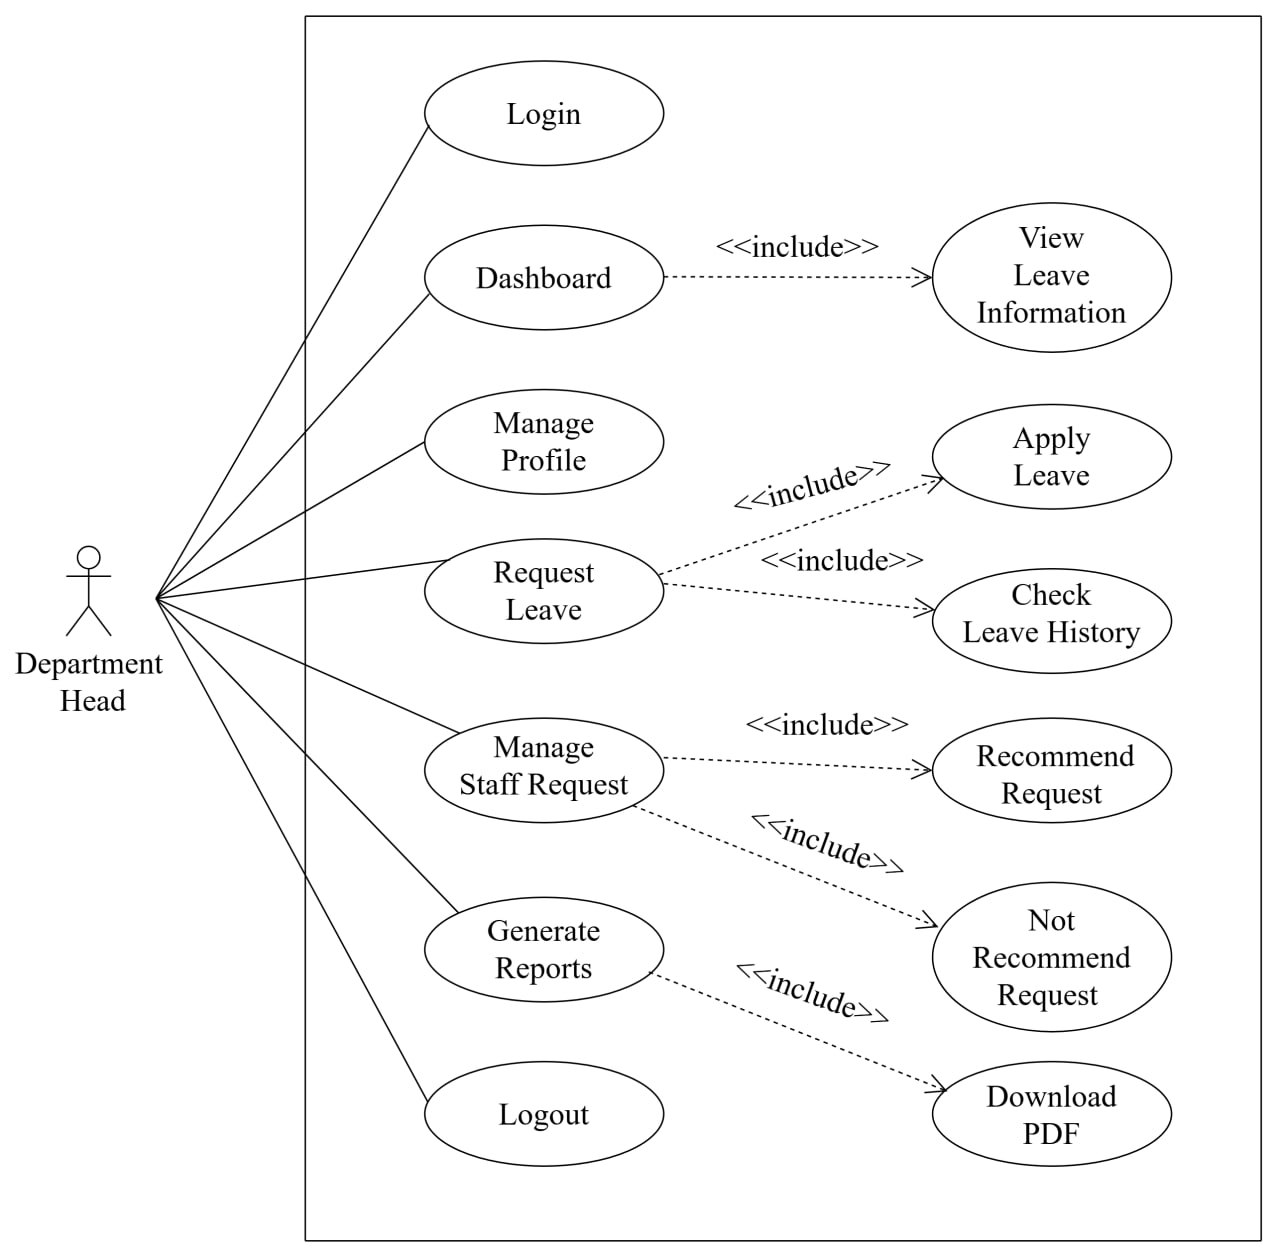 Login
Dashboard
<<include>>
View
Leave
Information
Manage
Profile
<<include>>
Apply
Leave
Request
Leave
<<include>>
Check
Leave History
Department
Head
Manage
Staff Request
<<include>>
Recommend
Request
<<include>>
Not
Recommend
Request
Generate
Reports
<<include>>
Download
PDF
Logout